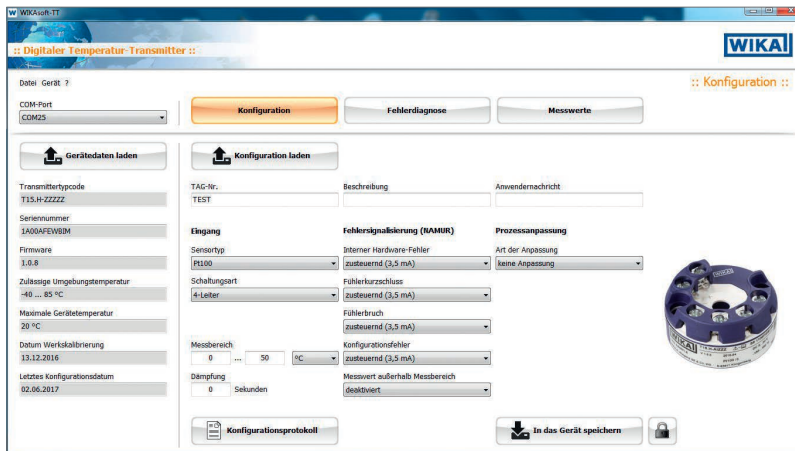 WIKAsoft-TT
:: Digitaler Temperatur-Transmitter ::
WIKA
Datei Gerät ?
:: Konfiguration ::
COM-Port
COM25
Konfiguration
Fehlerdiagnose
Messwerte
Gerätedaten laden
Konfiguration laden
Transmittertypcode
T15.H-ZZZZZ
Seriennummer
1A00AFEW8IM
Firmware
1.0.8
Zulässige Umgebungstemperatur
-40 ... 85 °C
Maximale Gerätetemperatur
20 °C
Datum Werkskalibrierung
13.12.2016
Letztes Konfigurationsdatum
02.06.2017
TAG-Nr.
TEST
Beschreibung
Anwendernachricht
Eingang
Sensortyp
Pt100
Schaltungsart
4-Leiter
Messbereich
0 ... 50 °C
Dämpfung
0 Sekunden
Fehlersignalisierung (NAMUR)
Interner Hardware-Fehler
zusteuernd (3,5 mA)
Fühlerkurzschluss
zusteuernd (3,5 mA)
Fühlerbruch
zusteuernd (3,5 mA)
Konfigurationsfehler
zusteuernd (3,5 mA)
Messwert außerhalb Messbereich
deaktiviert
Prozessanpassung
Art der Anpassung
keine Anpassung
WIKA
Konfigurationsprotokoll
In das Gerät speichern